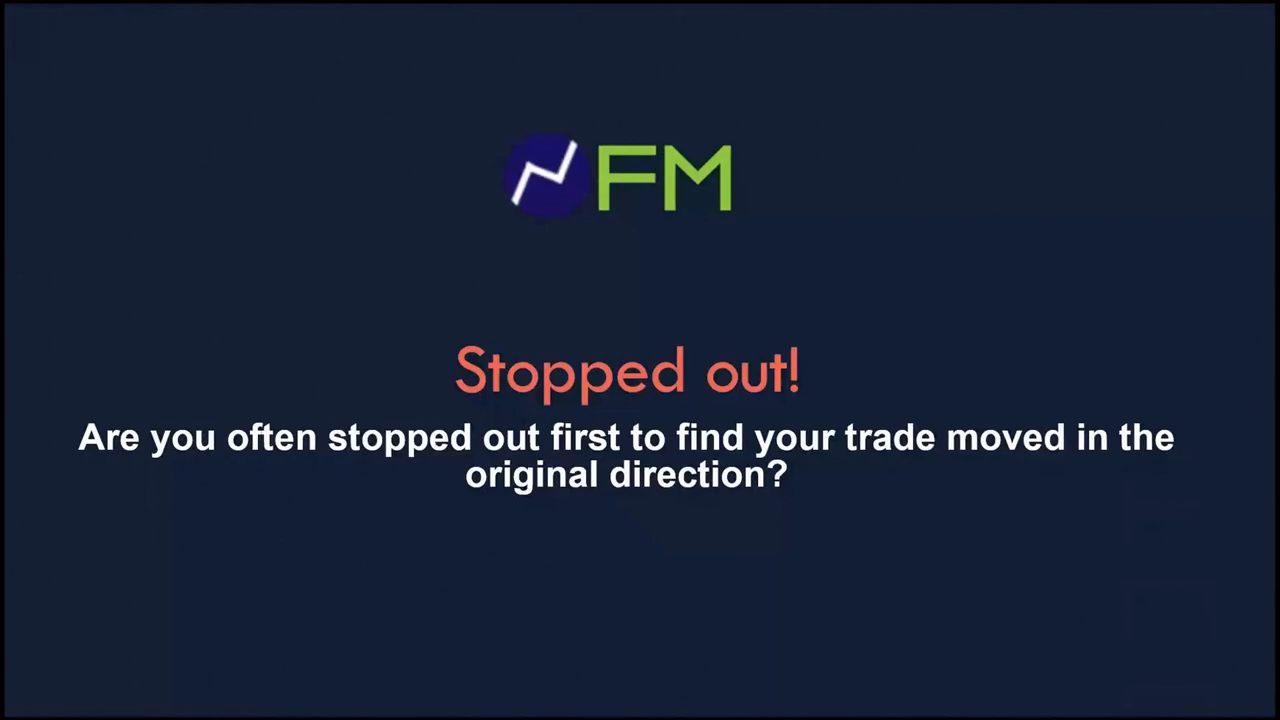 FM
Stopped out!
Are you often stopped out first to find your trade moved in the
original direction?